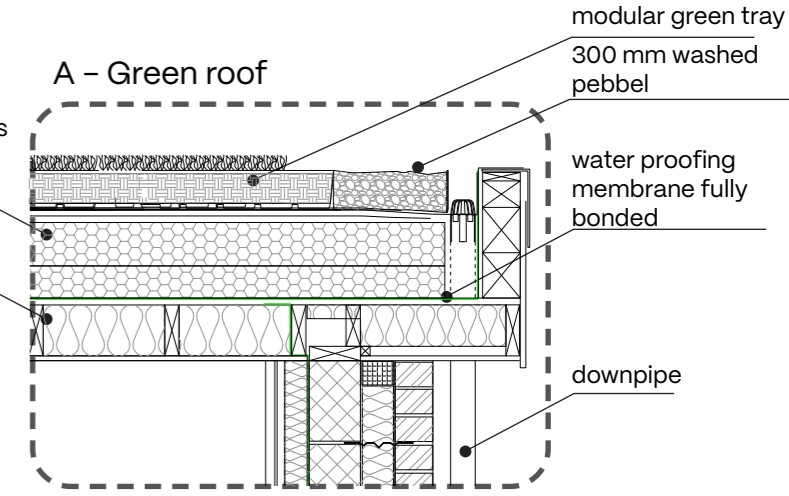 modular green tray
300 mm washed
pebbel
A – Green roof
s
water proofing
membrane fully
bonded
downpipe